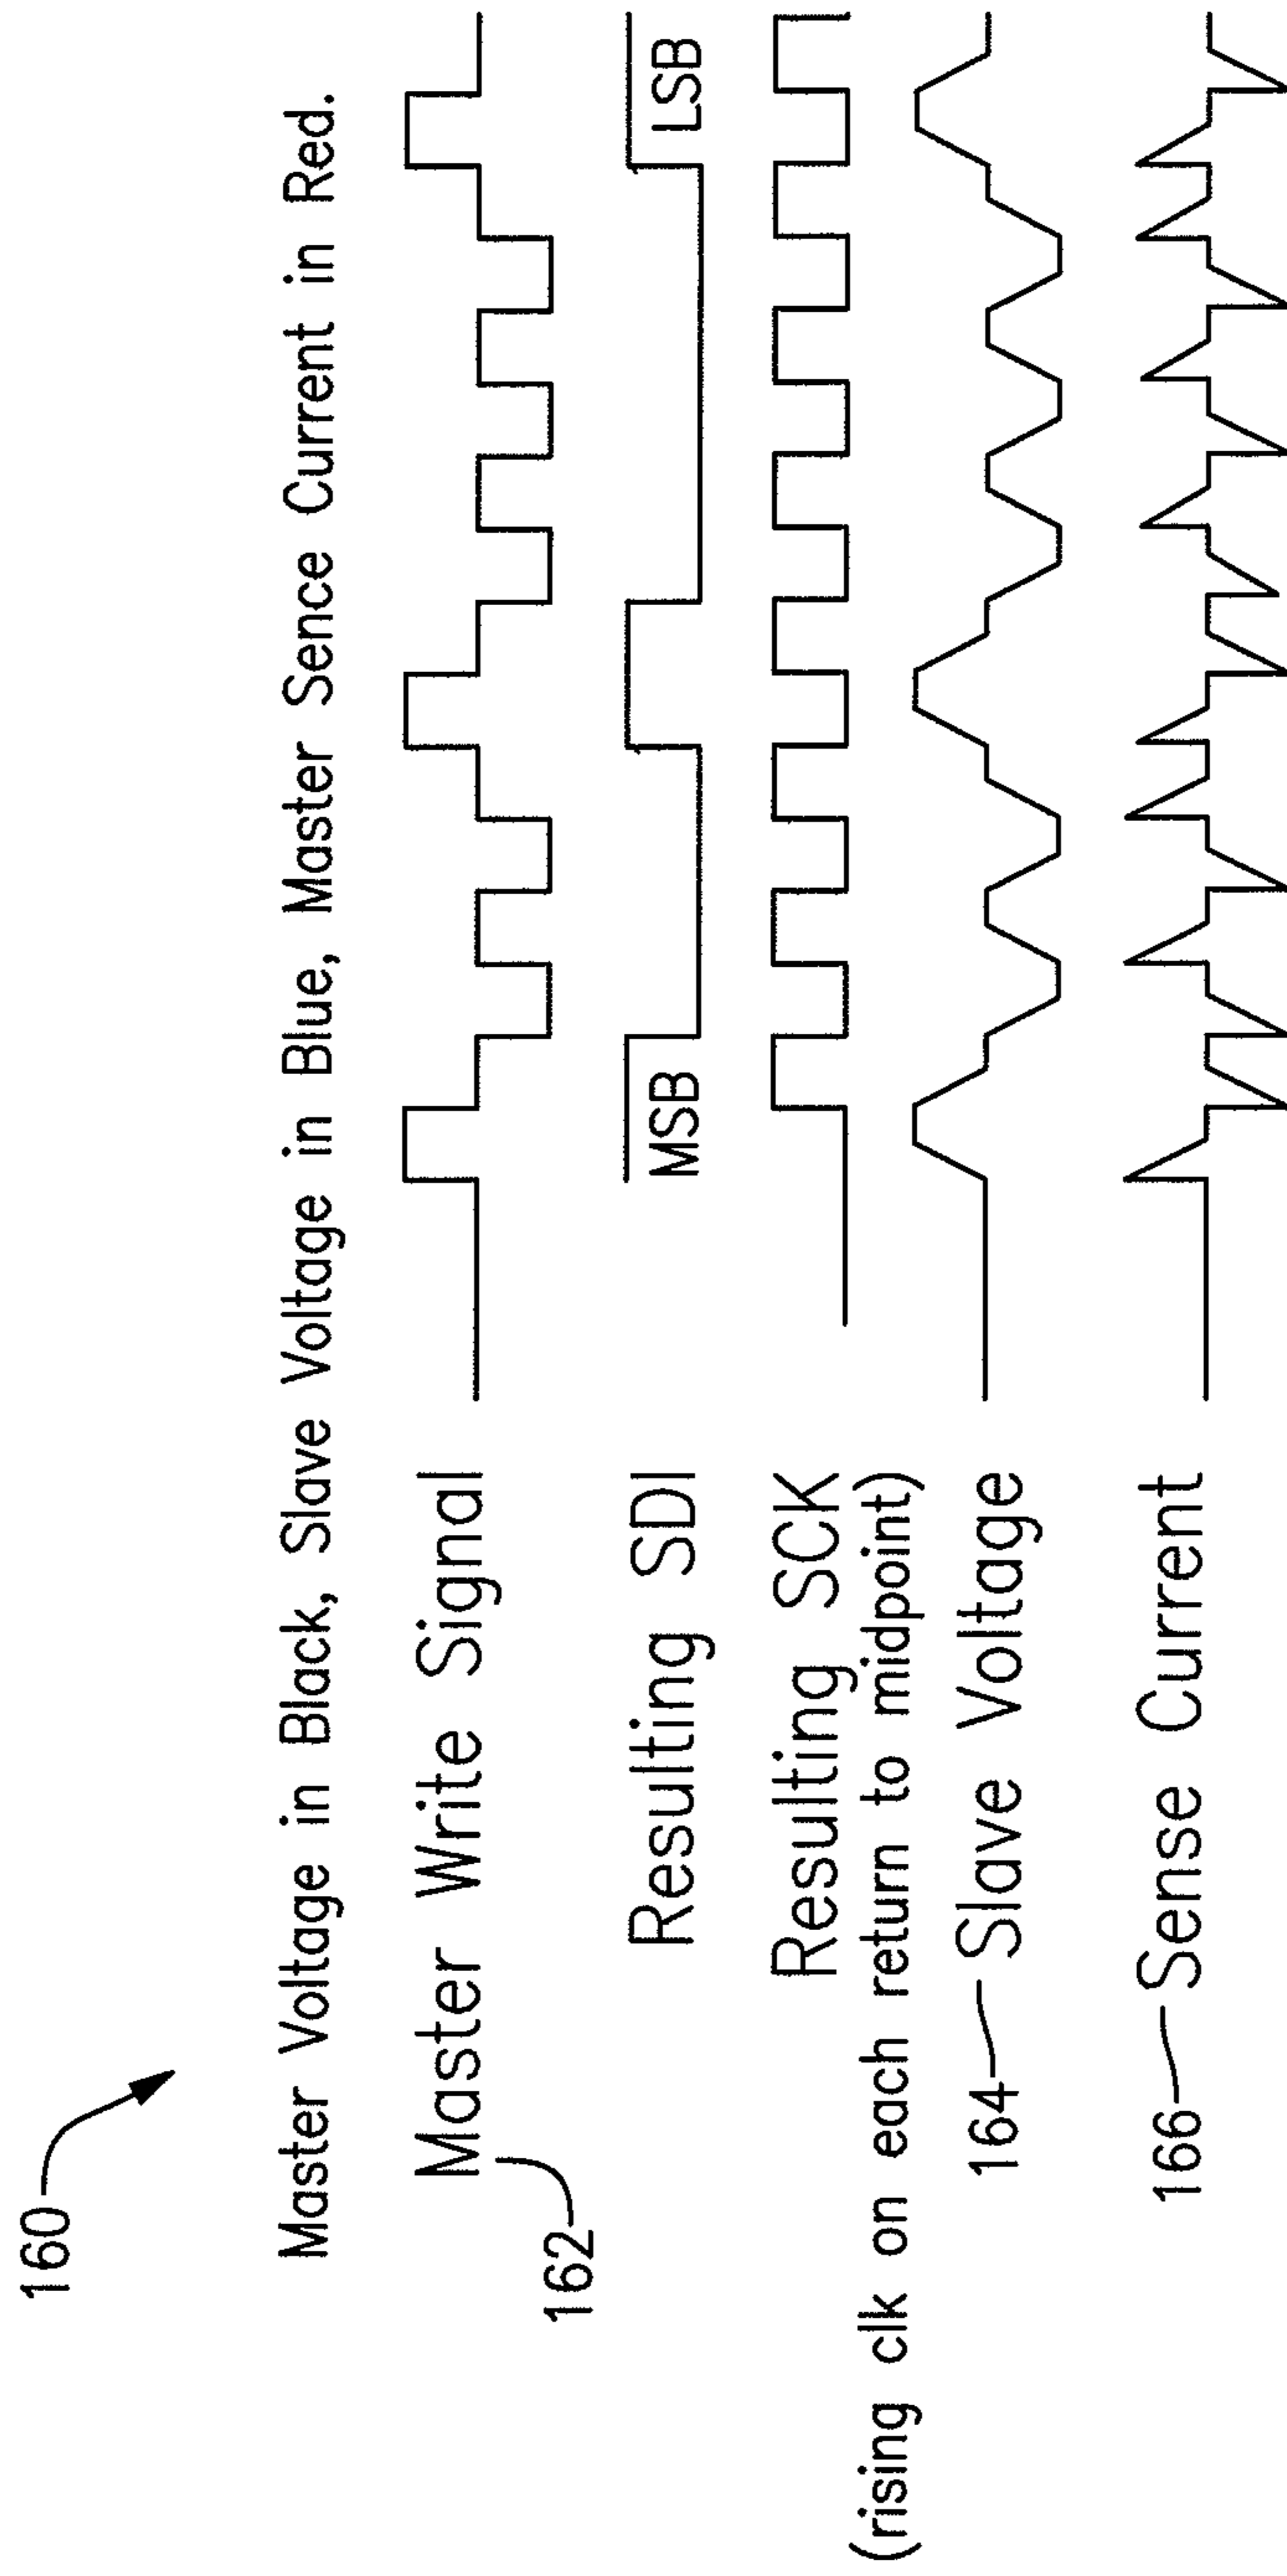 160
Master Voltage in Black, Slave Voltage in Blue, Master Sence Current in Red.
Master Write Signal
162
Resulting SDI
MSB
LSB
Resulting SCK
(rising clk on each return to midpoint)
164 Slave Voltage
166 Sense Current